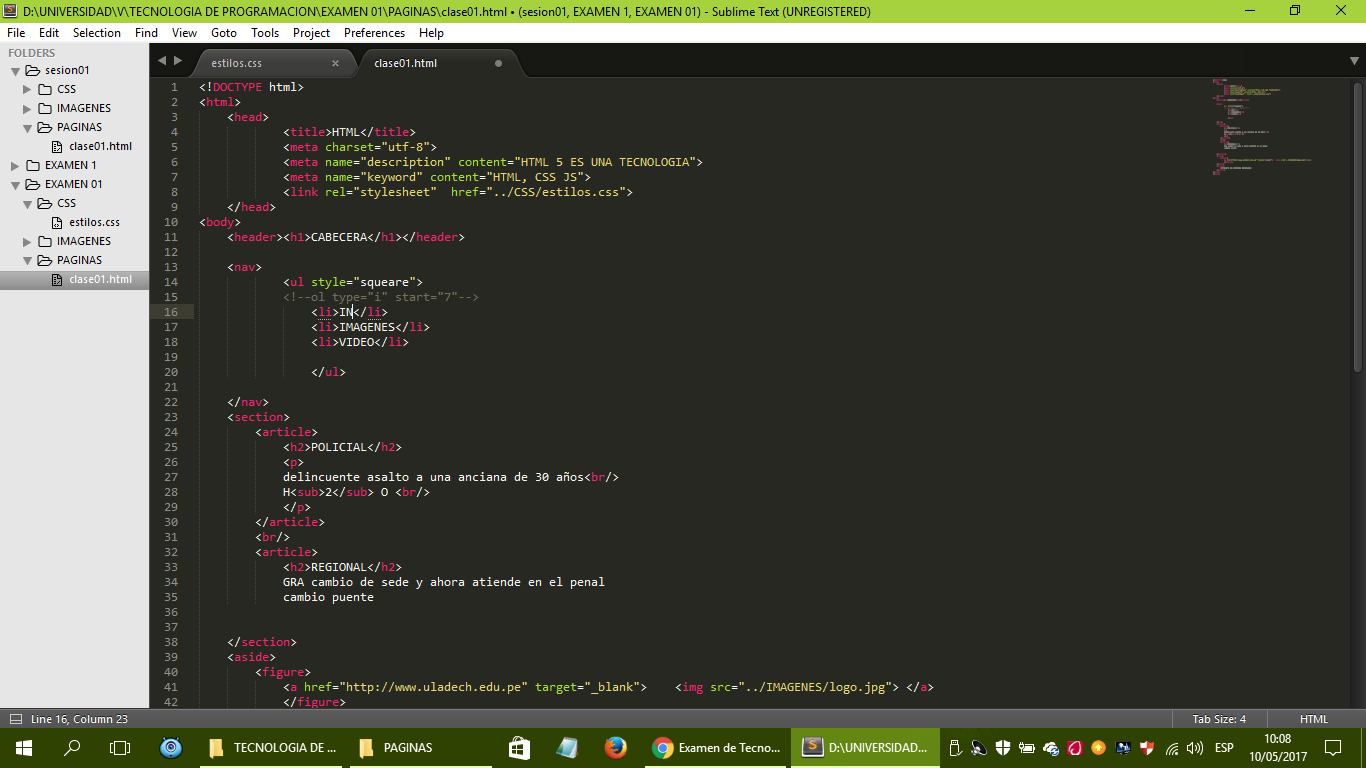 D:\UNIVERSIDAD\V\TECNOLOGIA DE PROGRAMACION\EXAMEN 01\PAGINAS\clase01.html • (sesion01, EXAMEN 1, EXAMEN 01) - Sublime Text (UNREGISTERED)
File Edit Selection Find View Goto Tools Project Preferences Help
FOLDERS
sesion01
CSS
IMAGENES
PAGINAS
clase01.html
EXAMEN 1
EXAMEN 01
CSS
estilos.css
IMAGENES
PAGINAS
clase01.html
estilos.css × clase01.html
1 <!DOCTYPE html>
2 <html>
3 <head>
4 <title>HTML</title>
5 <meta charset="utf-8">
6 <meta name="description" content="HTML 5 ES UNA TECNOLOGIA">
7 <meta name="keyword" content="HTML, CSS JS">
8 <link rel="stylesheet"  href="../CSS/estilos.css">
9 </head>
10 <body>
11 <header><h1>CABECERA</h1></header>
12
13 <nav>
14 <ul style="squeare">
15 <!--ol type="i" start="7"-->
16 <li>IN</li>
17 <li>IMAGENES</li>
18 <li>VIDEO</li>
19
20 </ul>
21
22 </nav>
23 <section>
24 <article>
25 <h2>POLICIAL</h2>
26 <p>
27 delincuente asalto a una anciana de 30 años<br/>
28 H<sub>2</sub> O <br/>
29 </p>
30 </article>
31 <br/>
32 <article>
33 <h2>REGIONAL</h2>
34 GRA cambio de sede y ahora atiende en el penal
35 cambio puente
36
37
38 </section>
39 <aside>
40 <figure>
41 <a href="http://www.uladech.edu.pe" target="_blank">    <img src="../IMAGENES/logo.jpg"> </a>
42 </figure>
Line 16, Column 23 Tab Size: 4 HTML
TECNOLOGIA DE ... PAGINAS Examen de Tecno... D:\UNIVERSIDAD... ESP 10:08
10/05/2017